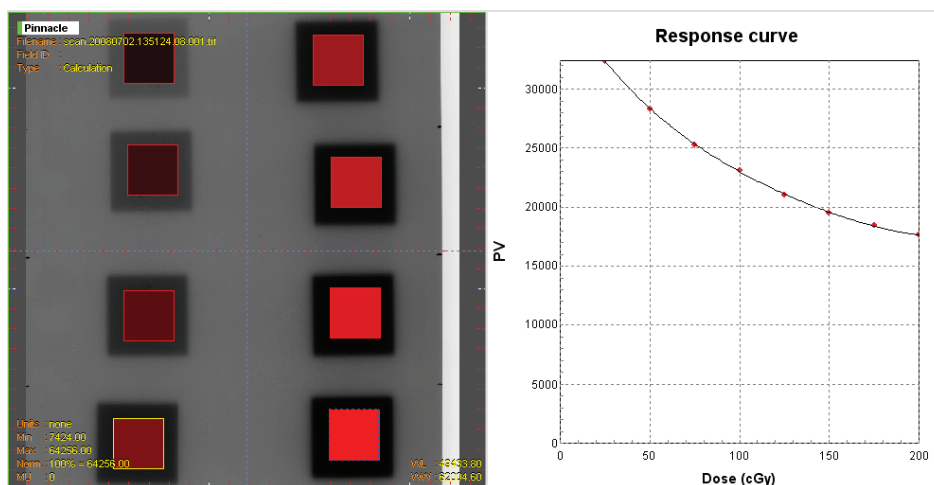 Pinnacle
Filename :scan.20080702.135124.08.001.tif
Field ID :
Type :Calculation
Units :none
Min :7424.00
Max :64256.00
Norm :100% = 64256.00
MU :0
Response curve
30000
25000
20000
15000
10000
5000
0
PV
0 50 100 150 200
Dose (cGy)